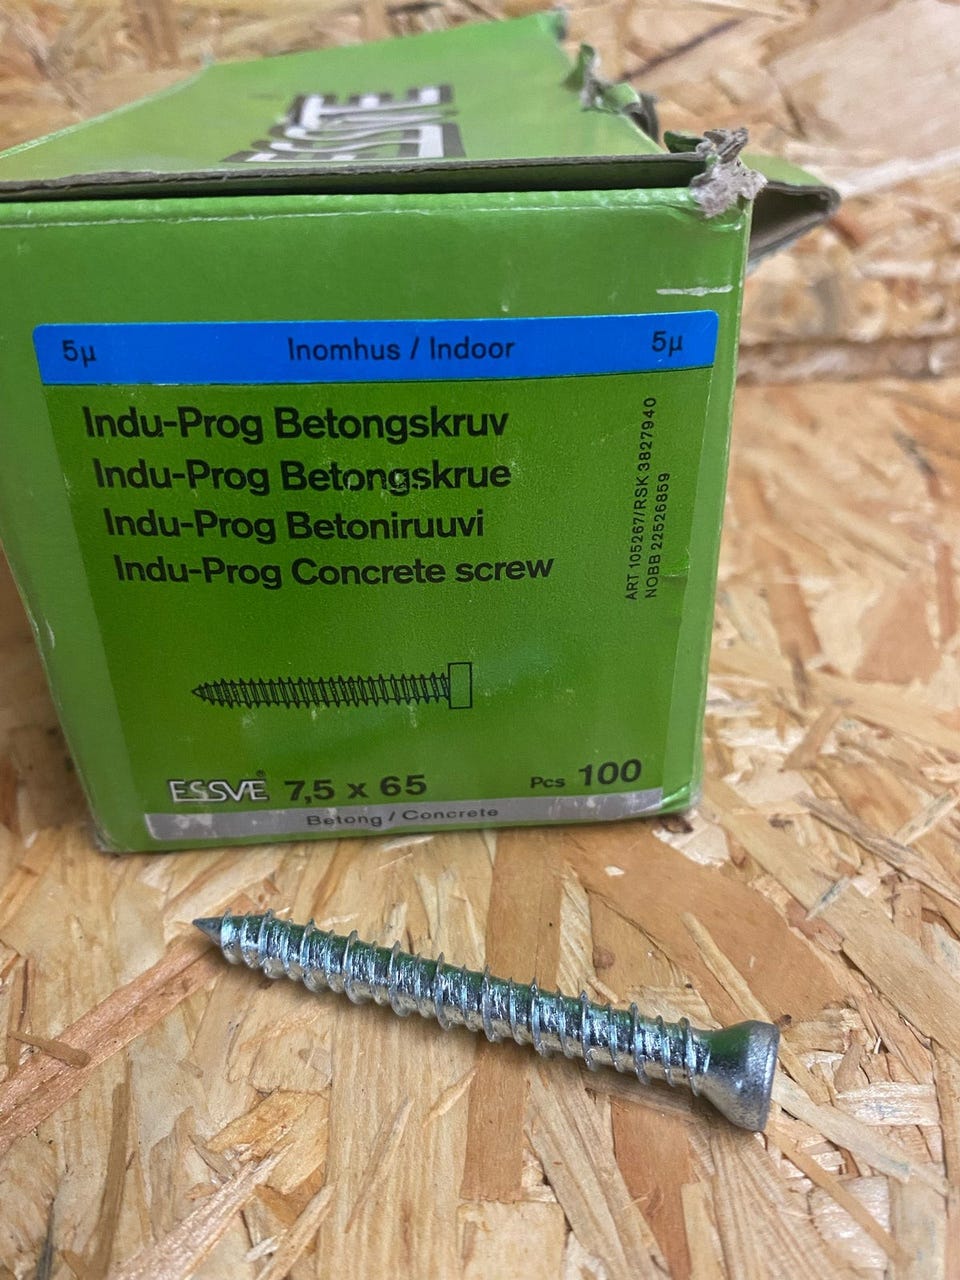 ESSVE
5µ Inomhus / Indoor 5µ
Indu-Prog Betongskruv
Indu-Prog Betongskrue
Indu-Prog Betoniruuvi
Indu-Prog Concrete screw
ART 105267/RSK 3827940
NOBB 22526859
ESSVE® 7,5 x 65 Pcs 100
Betong / Concrete